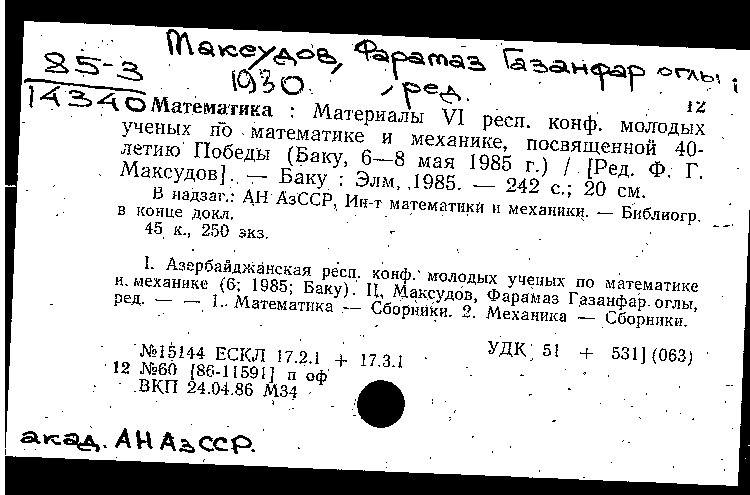 Максудов, Фарамаз Газанфар оглы;
85-3
14340
1930. , ред.
12
Математика : Материалы VI респ. конф. молодых
ученых по математике и механике, посвященной 40-
летию Победы (Баку, 6—8 мая 1985 г.) / [Ред. Ф. Г.
Максудов]. — Баку : Элм, 1985. — 242 с.; 20 см.
В надзаг.: АН АзССР, Ин-т математики и механики. — Библиогр.
в конце докл.
45 к., 250 экз.
I. Азербайджанская респ. конф. молодых ученых по математике
и механике (6; 1985; Баку). II. Максудов, Фарамаз Газанфар оглы,
ред. — — 1. Математика — Сборники. 2. Механика — Сборники.
№15144 ЕСКЛ 17.2.1 + 17.3.1
УДК 51 + 531] (063)
12 №60 [86-11591] п оф
ВКП 24.04.86 М34
акад. АН АзССР.